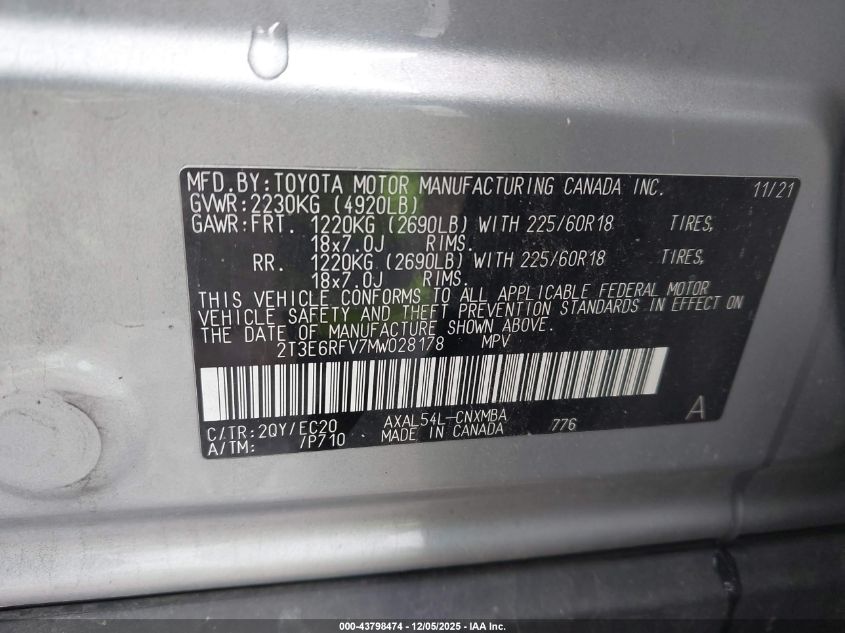 MFD.BY:TOYOTA MOTOR MANUFACTURING CANADA INC. 11/21
GVWR:2230KG (4920LB)
GAWR:FRT. 1220KG (2690LB) WITH 225/60R18 TIRES,
18x7.0J RIMS.
RR. 1220KG (2690LB) WITH 225/60R18 TIRES,
18x7.0J RIMS.
THIS VEHICLE CONFORMS TO ALL APPLICABLE FEDERAL MOTOR
VEHICLE SAFETY AND THEFT PREVENTION STANDARDS IN EFFECT ON
THE DATE OF MANUFACTURE SHOWN ABOVE.
2T3E6RFV7MW028178 MPV
C/TR:2QY/EC20 AXAL54L-CNXMBA A
A/TM: /P710 MADE IN CANADA 776
000-43798474 - 12/05/2025 - IAA Inc.